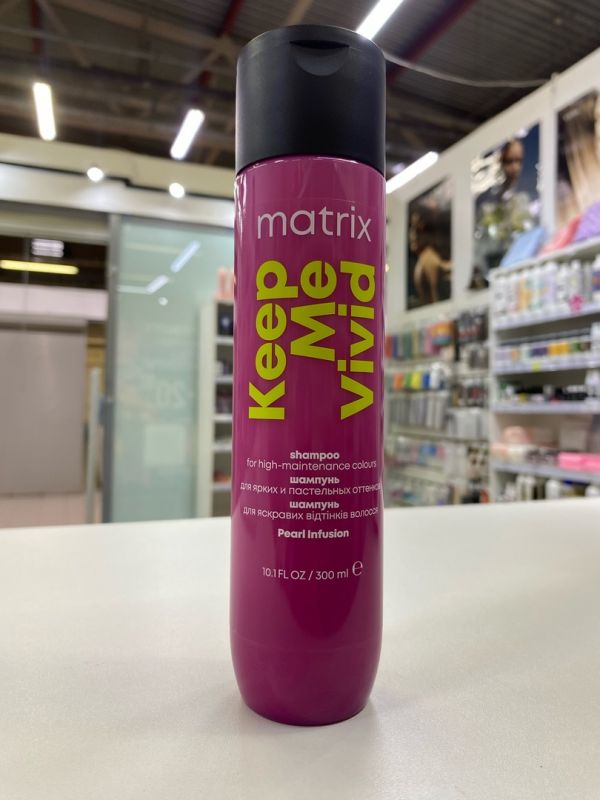 matrix
Keep
Me
vivid
shampoo
for high-maintenance colours
шампунь
для ярких и пастельных оттенков
шампунь
для яскравих відтінків волосся
Pearl Infusion
10.1 FL OZ / 300 ml ℮